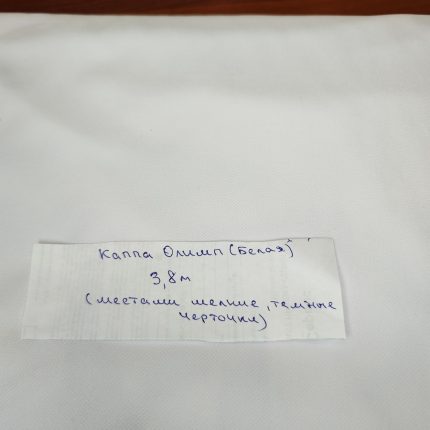 Каппа Олимп (Белая)
3,8м
(местами мелкие, темные
черточки)